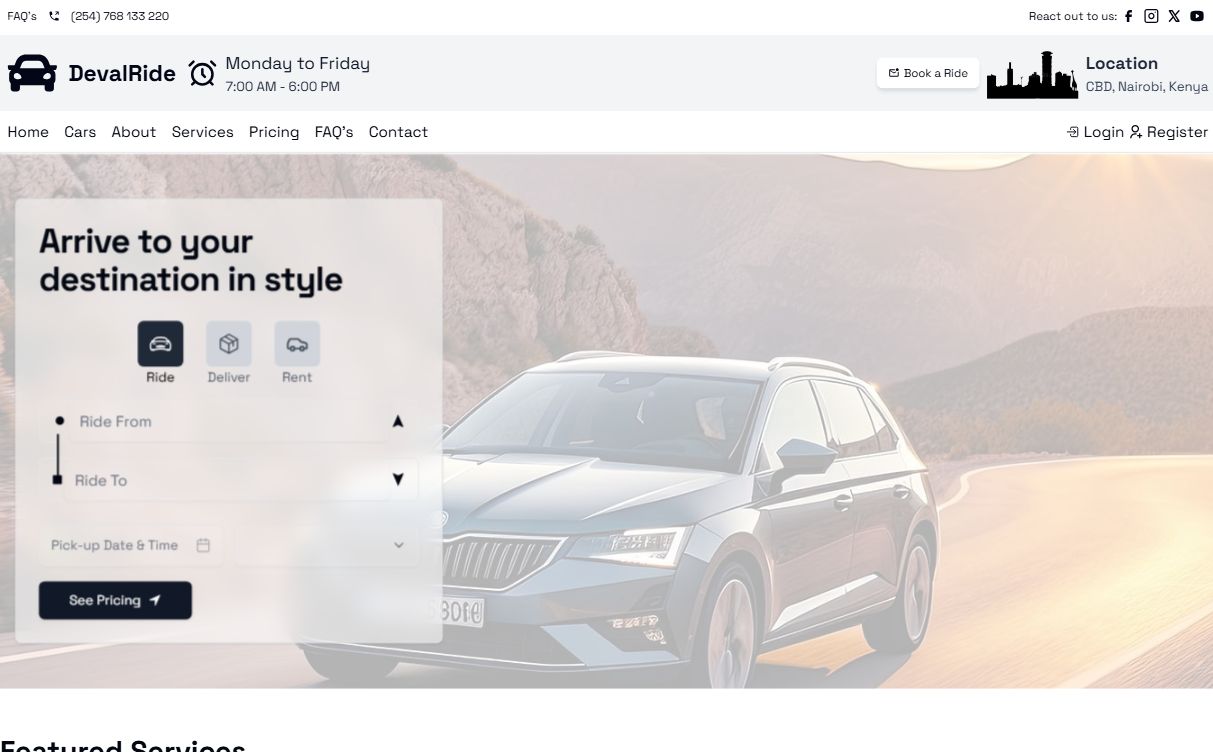 FAQ's (254) 768 133 220
React out to us:
DevalRide
Monday to Friday
7:00 AM - 6:00 PM
Book a Ride
Location
CBD, Nairobi, Kenya
Home Cars About Services Pricing FAQ's Contact
Login Register
Arrive to your
destination in style
Ride Deliver Rent
Ride From
Ride To
Pick-up Date & Time
See Pricing
Featured Services